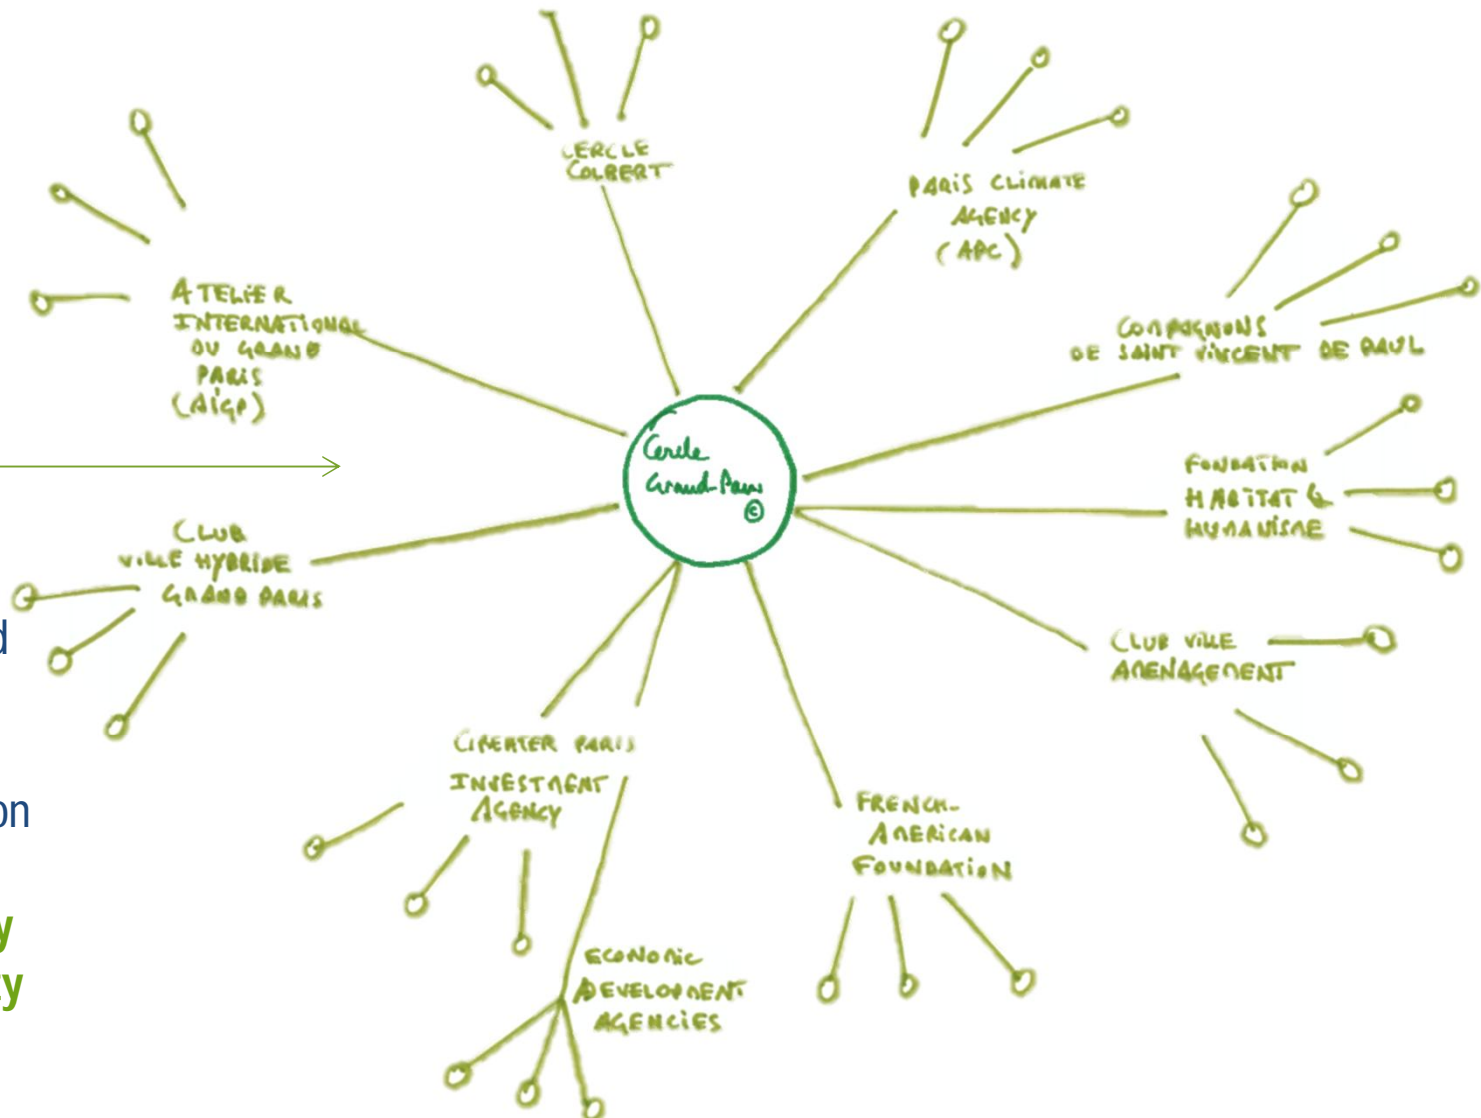 CERCLE
COLBERT
PARIS CLIMATE
AGENCY
(APC)
ATELIER
INTERNATIONAL
DU GRAND
PARIS
(AIGP)
COMPAGNONS
DE SAINT VINCENT DE PAUL
Cercle
Grand-Paris
©
FONDATION
HABITAT &
HUMANISME
CLUB
VILLE HYBRIDE
GRAND PARIS
d
CLUB VILLE
AMENAGEMENT
GREATER PARIS
INVESTMENT
AGENCY
FRENCH-
AMERICAN
FOUNDATION
on
y
ty
ECONOMIC
DEVELOPMENT
AGENCIES